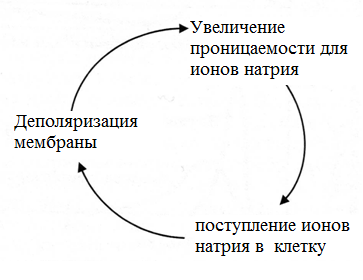 Увеличение
проницаемости для
ионов натрия
Деполяризация
мембраны
поступление ионов
натрия в клетку